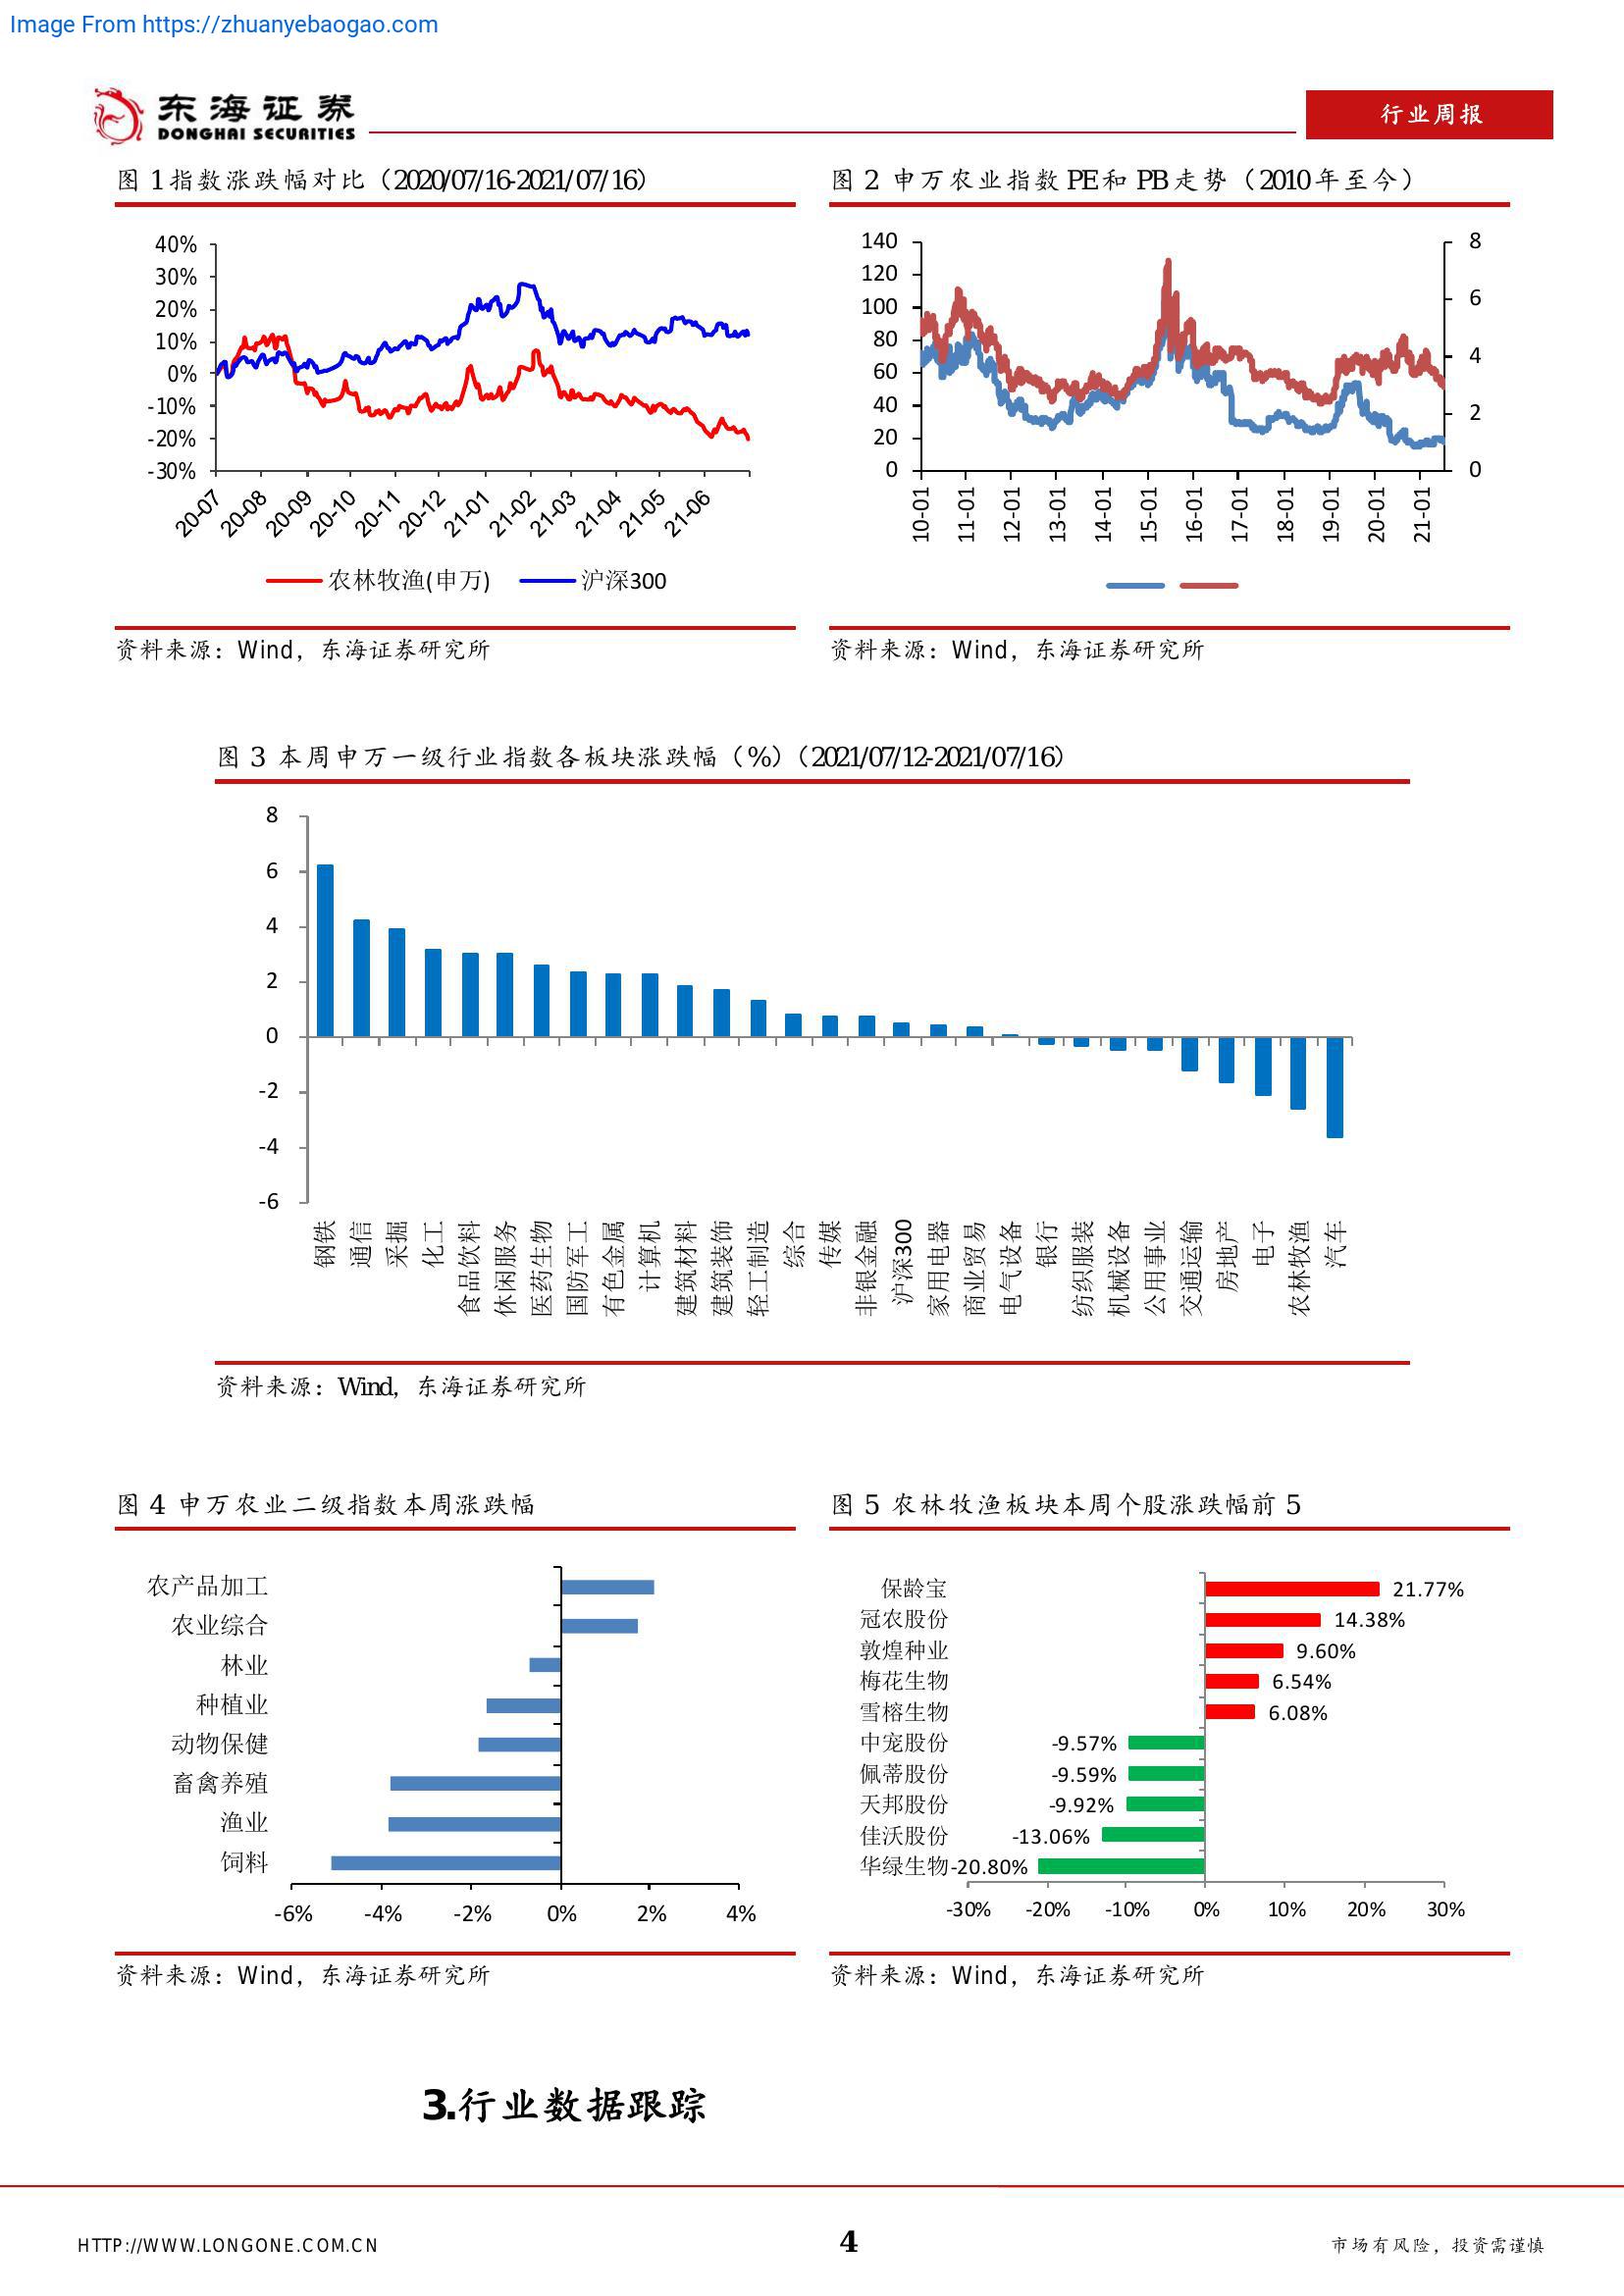 Image From https://zhuanyebaogao.com
东海证券
DONGHAI SECURITIES
行业周报
图 1 指数涨跌幅对比（2020/07/16-2021/07/16）
40%
30%
20%
10%
0%
-10%
-20%
-30%
20-07
20-08
20-09
20-10
20-11
20-12
21-01
21-02
21-03
21-04
21-05
21-06
农林牧渔(申万)
沪深300
资料来源：Wind，东海证券研究所
图 2 申万农业指数 PE 和 PB 走势（2010 年至今）
140
120
100
80
60
40
20
0
8
6
4
2
0
10-01
11-01
12-01
13-01
14-01
15-01
16-01
17-01
18-01
19-01
20-01
21-01
资料来源：Wind，东海证券研究所
图 3 本周申万一级行业指数各板块涨跌幅（%）（2021/07/12-2021/07/16）
8
6
4
2
0
-2
-4
-6
钢铁
通信
采掘
化工
食品饮料
休闲服务
医药生物
国防军工
有色金属
计算机
建筑材料
建筑装饰
轻工制造
综合
传媒
非银金融
沪深300
家用电器
商业贸易
电气设备
银行
纺织服装
机械设备
公用事业
交通运输
房地产
电子
农林牧渔
汽车
资料来源：Wind，东海证券研究所
图 4 申万农业二级指数本周涨跌幅
农产品加工
农业综合
林业
种植业
动物保健
畜禽养殖
渔业
饲料
-6%
-4%
-2%
0%
2%
4%
资料来源：Wind，东海证券研究所
图 5 农林牧渔板块本周个股涨跌幅前 5
保龄宝 21.77%
冠农股份 14.38%
敦煌种业 9.60%
梅花生物 6.54%
雪榕生物 6.08%
中宠股份 -9.57%
佩蒂股份 -9.59%
天邦股份 -9.92%
佳沃股份 -13.06%
华绿生物 -20.80%
-30%
-20%
-10%
0%
10%
20%
30%
资料来源：Wind，东海证券研究所
3.行业数据跟踪
HTTP://WWW.LONGONE.COM.CN
4
市场有风险，投资需谨慎